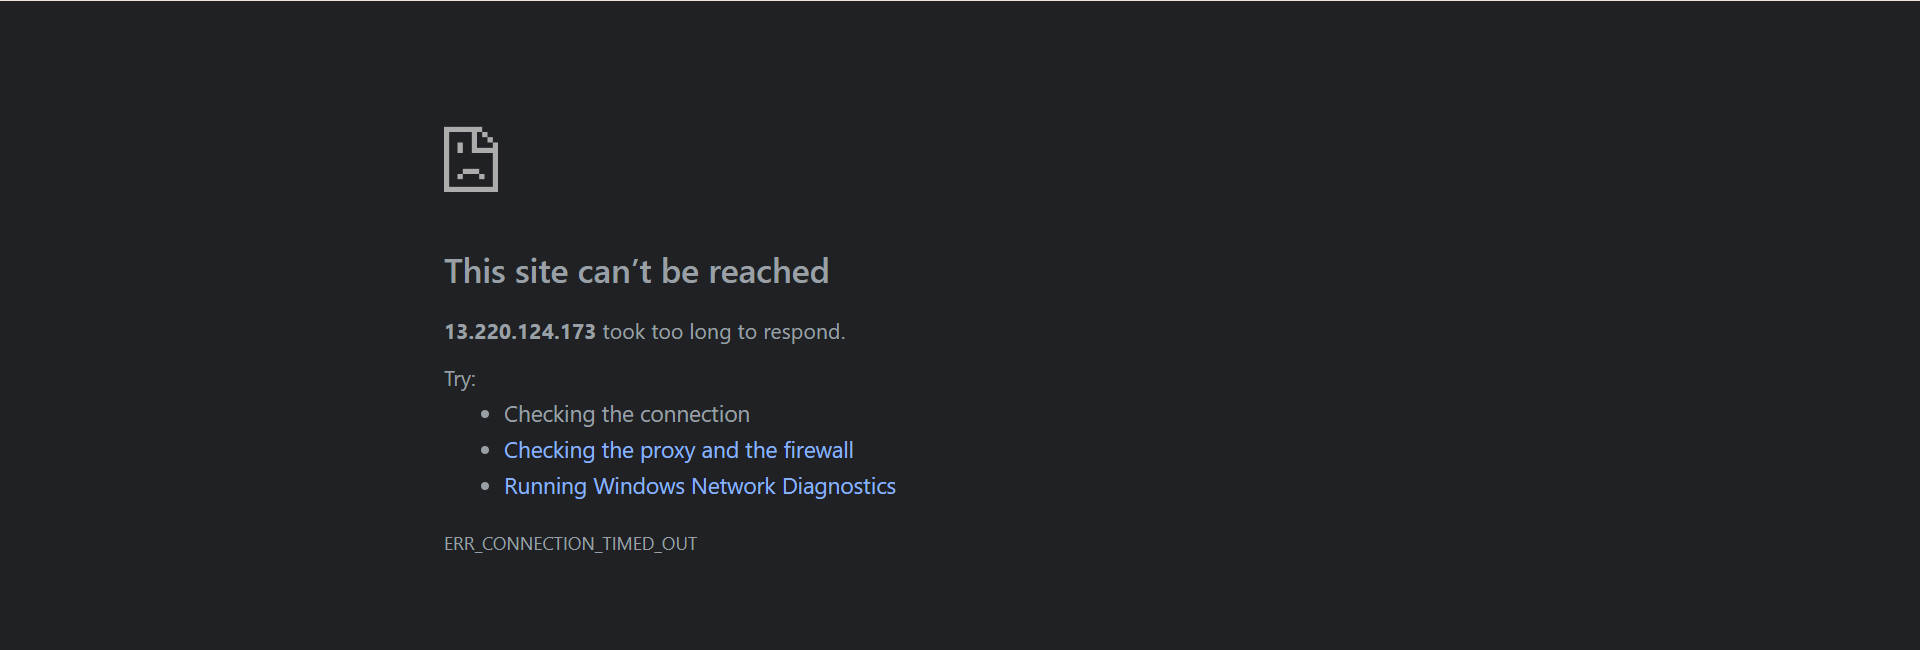 This site can’t be reached
13.220.124.173 took too long to respond.
Try:
Checking the connection
Checking the proxy and the firewall
Running Windows Network Diagnostics
ERR_CONNECTION_TIMED_OUT